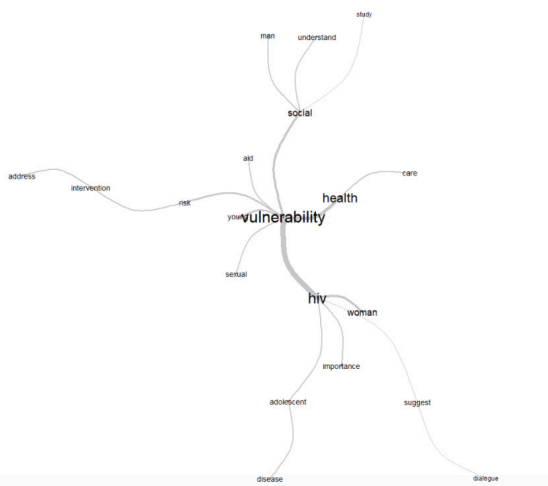 study
man
understand
social
aid
care
address
intervention
health
risk
young
vulnerability
sexual
hiv
woman
importance
adolescent
suggest
disease
dialogue